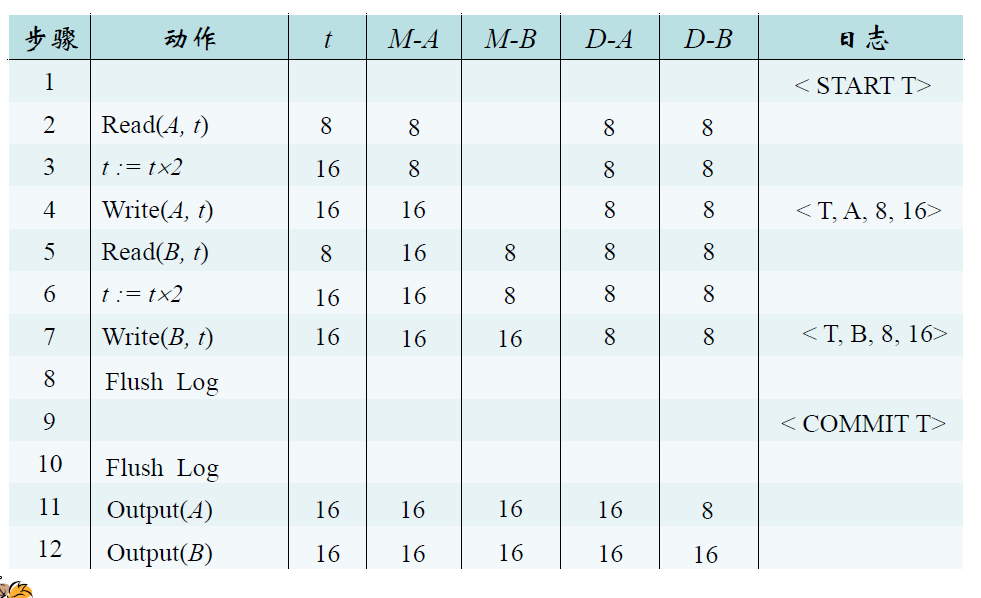 步骤 动作 t M-A M-B D-A D-B 日志
1 < START T>
2 Read(A, t) 8 8 8 8
3 t := t×2 16 8 8 8
4 Write(A, t) 16 16 8 8 < T, A, 8, 16>
5 Read(B, t) 8 16 8 8 8
6 t := t×2 16 16 8 8 8
7 Write(B, t) 16 16 16 8 8 < T, B, 8, 16>
8 Flush Log
9 < COMMIT T>
10 Flush Log
11 Output(A) 16 16 16 16 8
12 Output(B) 16 16 16 16 16